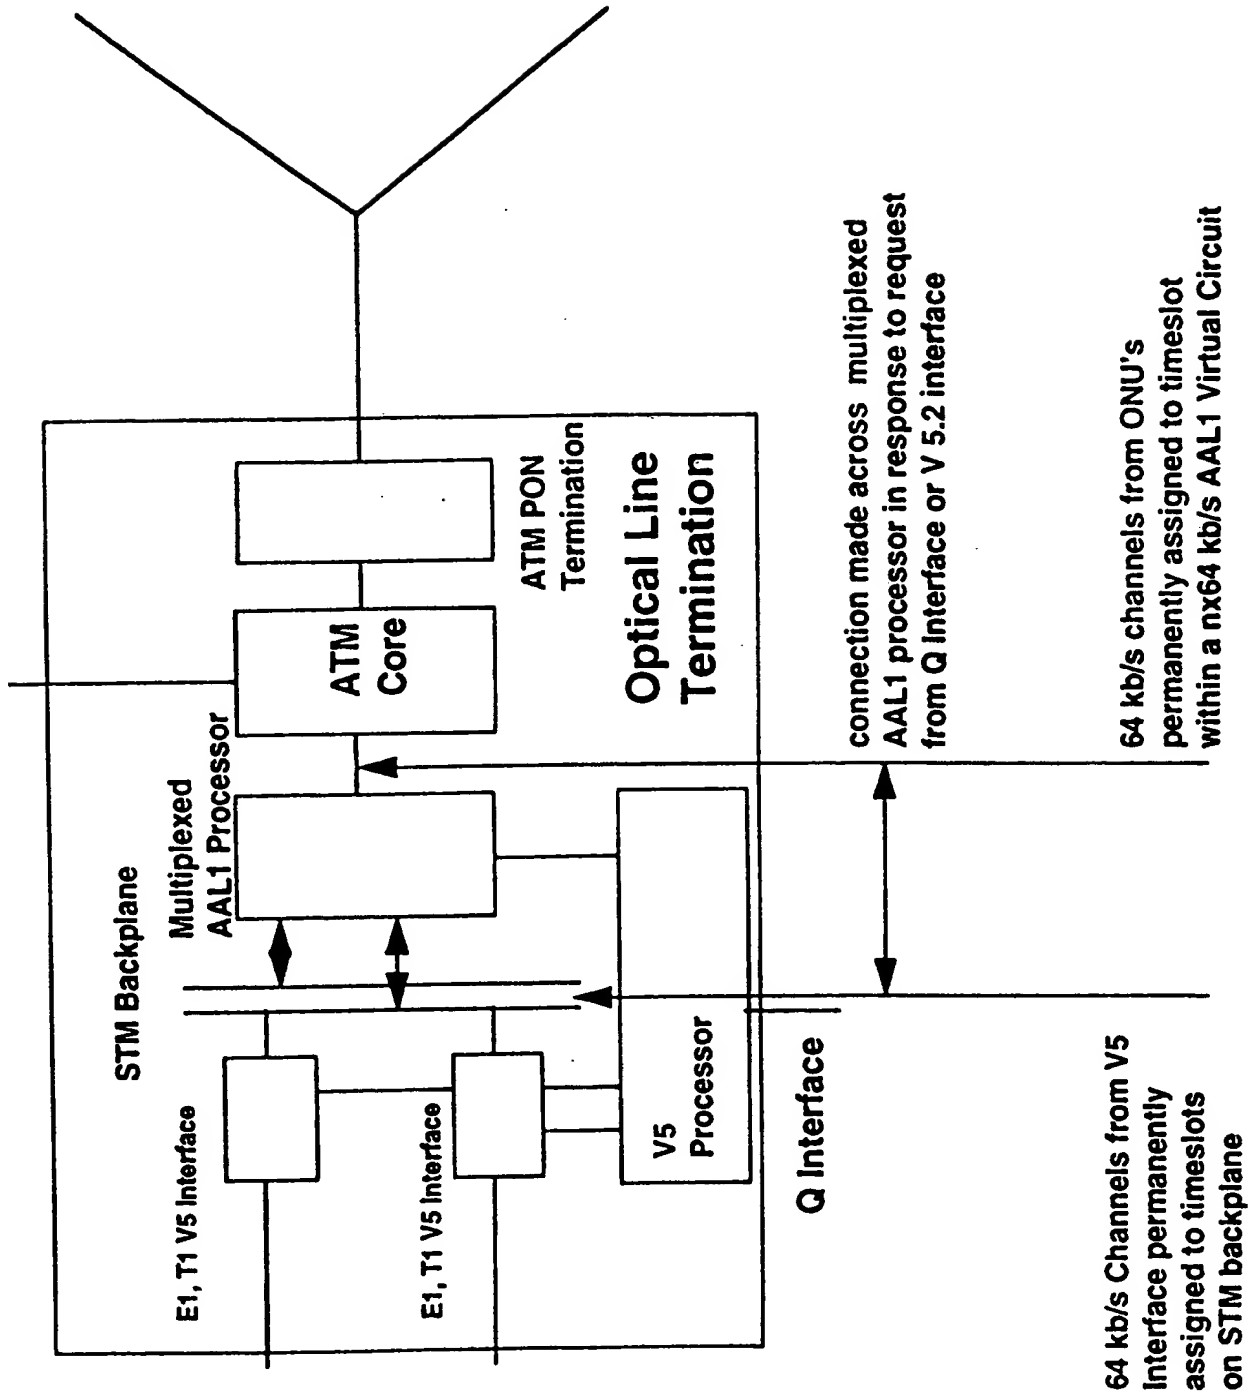 STM Backplane
Multiplexed
AAL1 Processor
E1, T1 V5 Interface
E1, T1 V5 Interface
ATM
Core
ATM PON
Termination
Optical Line
Termination
V5
Processor
Q Interface
connection made across multiplexed
AAL1 processor in response to request
from Q Interface or V 5.2 interface
64 kb/s Channels from V5
Interface permanently
assigned to timeslots
on STM backplane
64 kb/s channels from ONU's
permanently assigned to timeslot
within a nx64 kb/s AAL1 Virtual Circuit